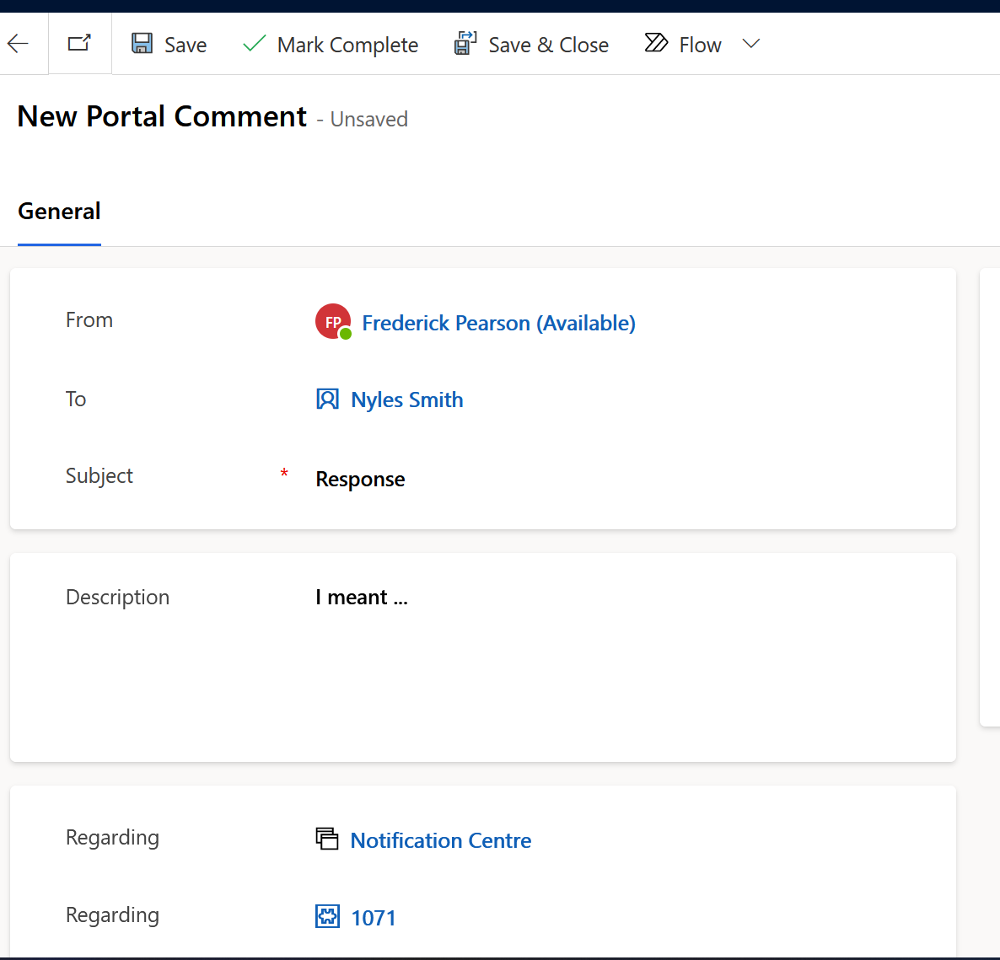 Save Mark Complete Save & Close Flow
New Portal Comment - Unsaved
General
From FP Frederick Pearson (Available)
To Nyles Smith
Subject * Response
Description I meant ...
Regarding Notification Centre
Regarding 1071